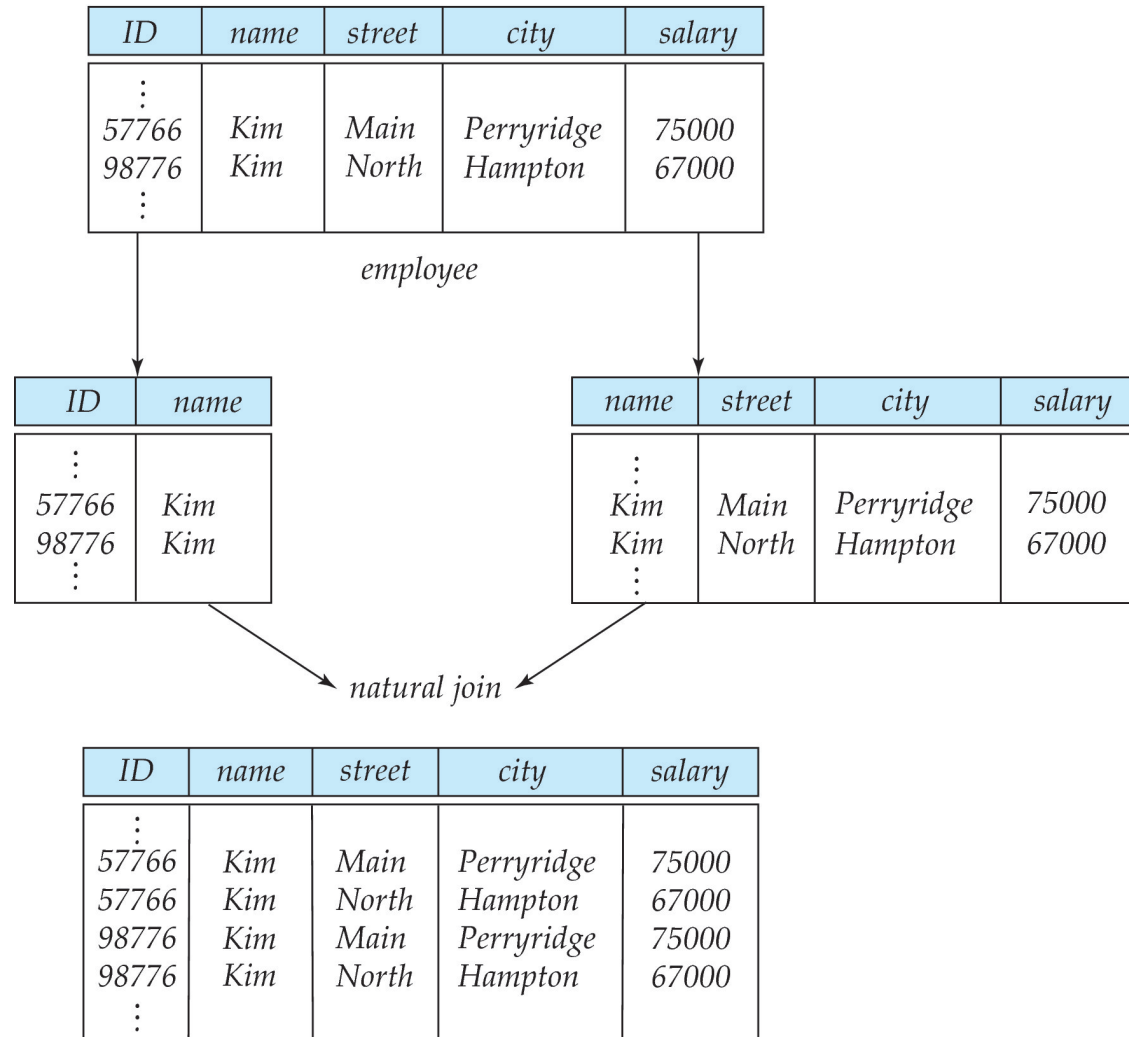 ID name street city salary
⋮
57766 Kim Main Perryridge 75000
98776 Kim North Hampton 67000
⋮
employee
ID name
⋮
57766 Kim
98776 Kim
⋮
name street city salary
⋮
Kim Main Perryridge 75000
Kim North Hampton 67000
⋮
natural join
ID name street city salary
⋮
57766 Kim Main Perryridge 75000
57766 Kim North Hampton 67000
98776 Kim Main Perryridge 75000
98776 Kim North Hampton 67000
⋮